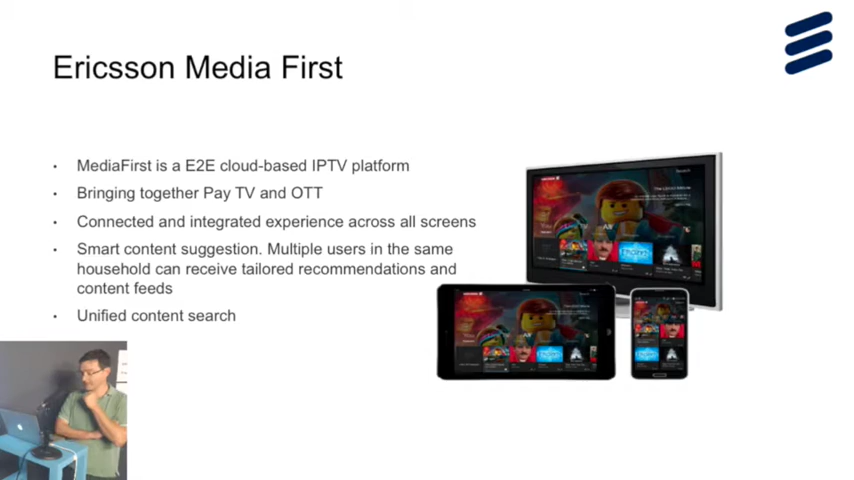 Ericsson Media First
• MediaFirst is a E2E cloud-based IPTV platform
• Bringing together Pay TV and OTT
• Connected and integrated experience across all screens
• Smart content suggestion. Multiple users in the same
household can receive tailored recommendations and
content feeds
• Unified content search